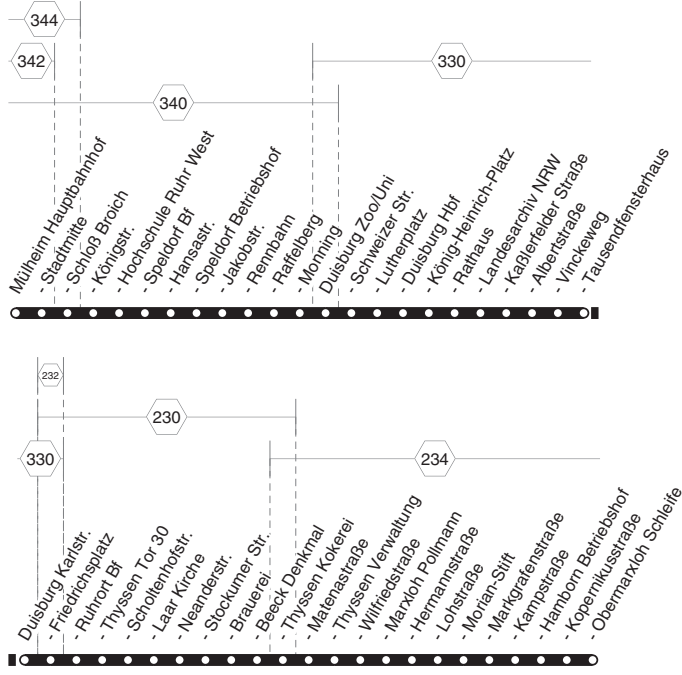 344
342
330
340
Mülheim Hauptbahnhof
- Stadtmitte
- Schloß Broich
- Königstr.
- Hochschule Ruhr West
- Speldorf Bf
- Hansastr.
- Speldorf Betriebshof
- Jakobstr.
- Rennbahn
- Raffelberg
- Monning
Duisburg Zoo/Uni
- Schweizer Str.
- Lutherplatz
- Duisburg Hbf
- König-Heinrich-Platz
- Rathaus
- Landesarchiv NRW
- Kaßlerfelder Straße
- Albertstraße
- Vinckeweg
- Tausendfensterhaus
232
230
330
234
Duisburg Karlstr.
- Friedrichsplatz
- Ruhrort Bf
- Thyssen Tor 30
- Scholtenhofstr.
- Laar Kirche
- Neanderstr.
- Stockumer Str.
- Brauerei
- Beeck Denkmal
- Thyssen Kokerei
- Matenastraße
- Thyssen Verwaltung
- Wilfriedstraße
- Marxloh Pollmann
- Hermannstraße
- Lohstraße
- Morian-Stift
- Markgrafenstraße
- Kampstraße
- Hamborn Betriebshof
- Kopernikusstraße
- Obermarxloh Schleife